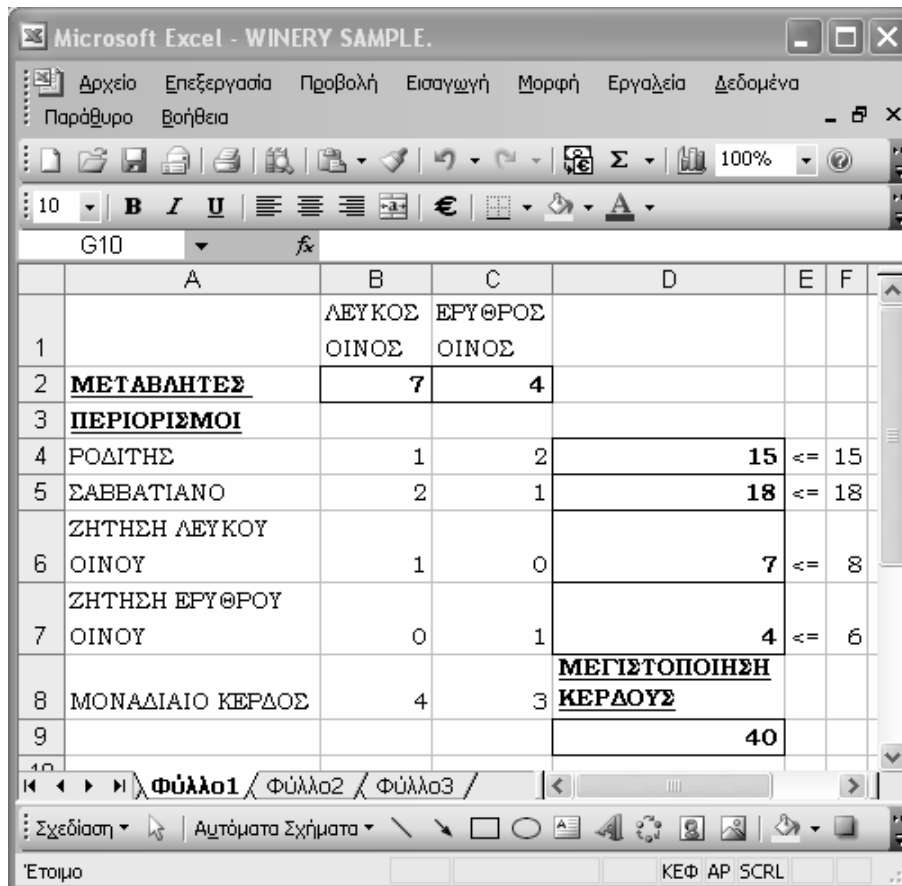 Microsoft Excel - WINERY SAMPLE.
Αρχείο Επεξεργασία Προβολή Εισαγωγή Μορφή Εργαλεία Δεδομένα
Παράθυρο Βοήθεια
100%
10 B I U € A
G10 fx
A B C D E F
ΛΕΥΚΟΣ ΕΡΥΘΡΟΣ
1 ΟΙΝΟΣ ΟΙΝΟΣ
2 ΜΕΤΑΒΛΗΤΕΣ 7 4
3 ΠΕΡΙΟΡΙΣΜΟΙ
4 ΡΟΔΙΤΗΣ 1 2 15 <= 15
5 ΣΑΒΒΑΤΙΑΝΟ 2 1 18 <= 18
ΖΗΤΗΣΗ ΛΕΥΚΟΥ
6 ΟΙΝΟΥ 1 0 7 <= 8
ΖΗΤΗΣΗ ΕΡΥΘΡΟΥ
7 ΟΙΝΟΥ 0 1 4 <= 6
ΜΕΓΙΣΤΟΠΟΙΗΣΗ
8 ΜΟΝΑΔΙΑΙΟ ΚΕΡΔΟΣ 4 3 ΚΕΡΔΟΥΣ
9 40
Φύλλο1 Φύλλο2 Φύλλο3
Σχεδίαση Αυτόματα Σχήματα
Έτοιμο ΚΕΦ AP SCRL